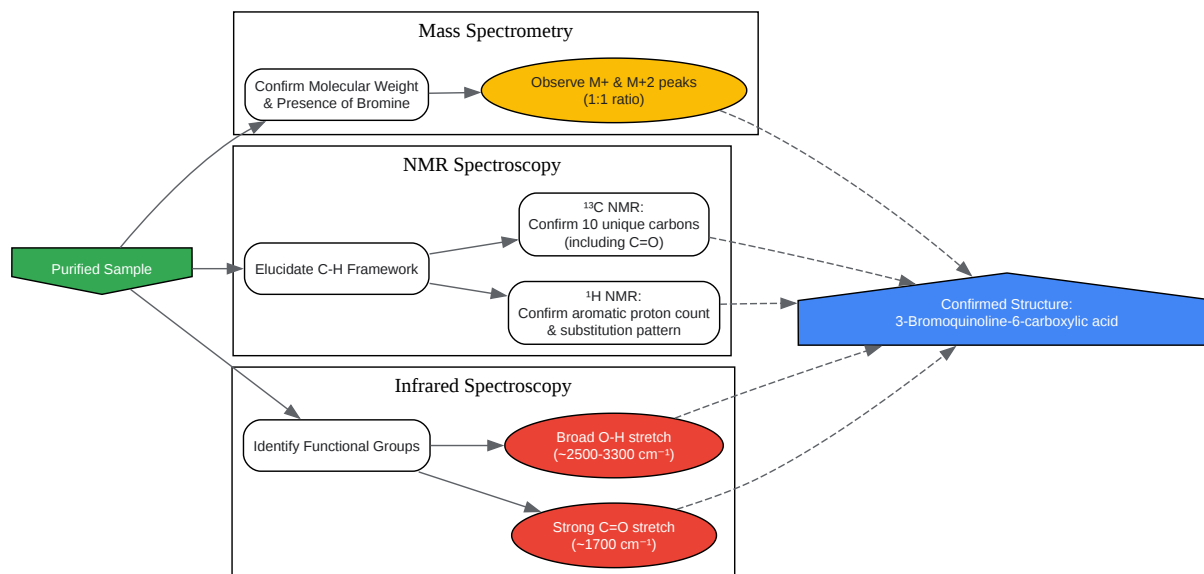 Mass Spectrometry
Confirm Molecular Weight
& Presence of Bromine
Observe M+ & M+2 peaks
(1:1 ratio)
NMR Spectroscopy
¹³C NMR:
Confirm 10 unique carbons
(including C=O)
Purified Sample
Elucidate C-H Framework
¹H NMR:
Confirm aromatic proton count
& substitution pattern
Confirmed Structure:
3-Bromoquinoline-6-carboxylic acid
Infrared Spectroscopy
Identify Functional Groups
Broad O-H stretch
(~2500-3300 cm⁻¹)
Strong C=O stretch
(~1700 cm⁻¹)